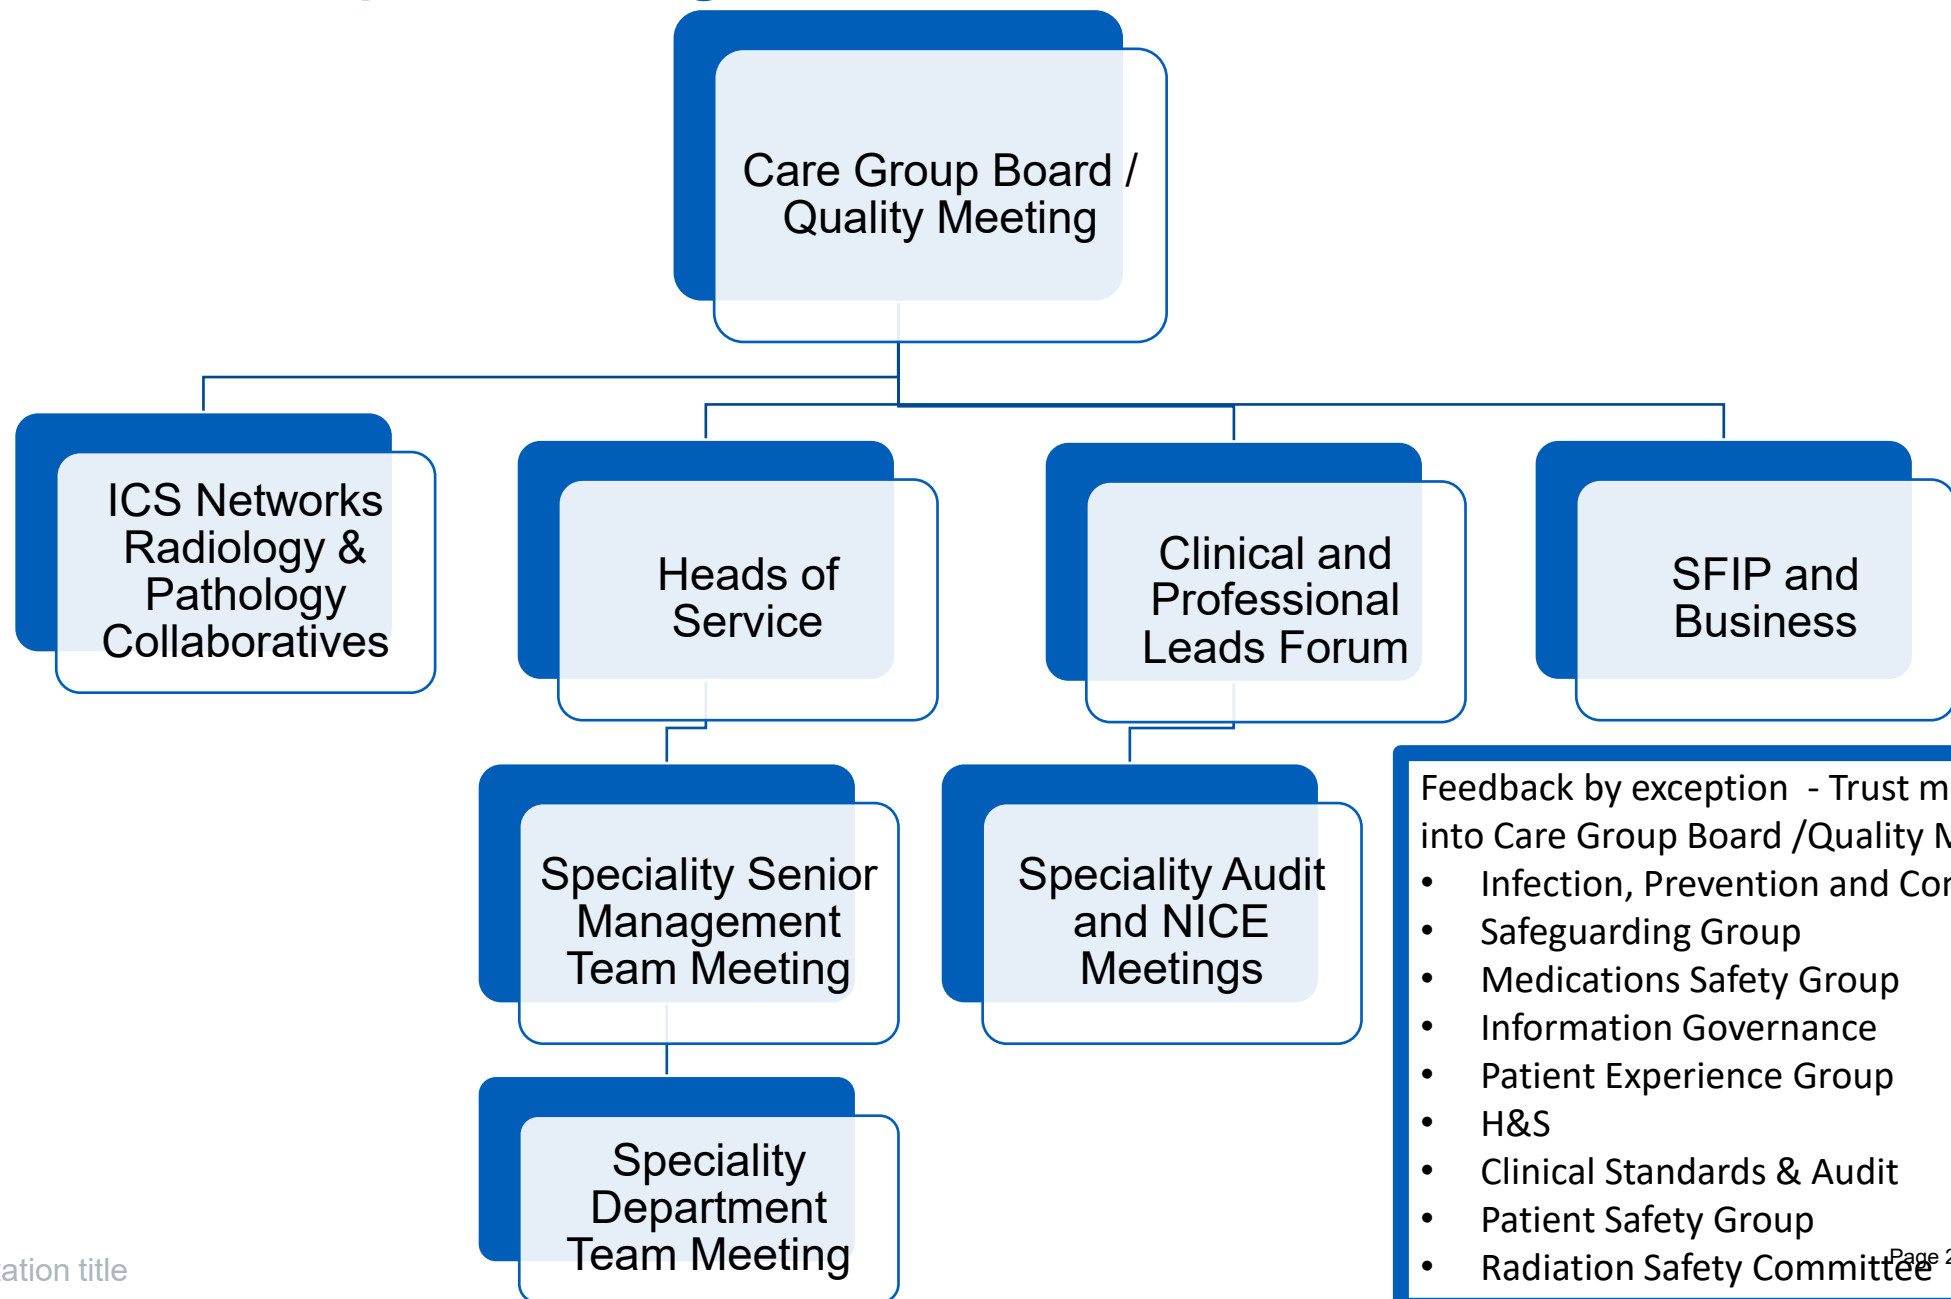 Care Group Board /
Quality Meeting
ICS Networks
Radiology &
Pathology
Collaboratives
Heads of
Service
Clinical and
Professional
Leads Forum
SFIP and
Business
Speciality Senior
Management
Team Meeting
Speciality Audit
and NICE
Meetings
Speciality
Department
Team Meeting
Feedback by exception - Trust
into Care Group Board /Quality
• Infection, Prevention and
• Safeguarding Group
• Medications Safety Group
• Information Governance
• Patient Experience Group
• H&S
• Clinical Standards & Audit
• Patient Safety Group
• Radiation Safety Committee
title
Page 2